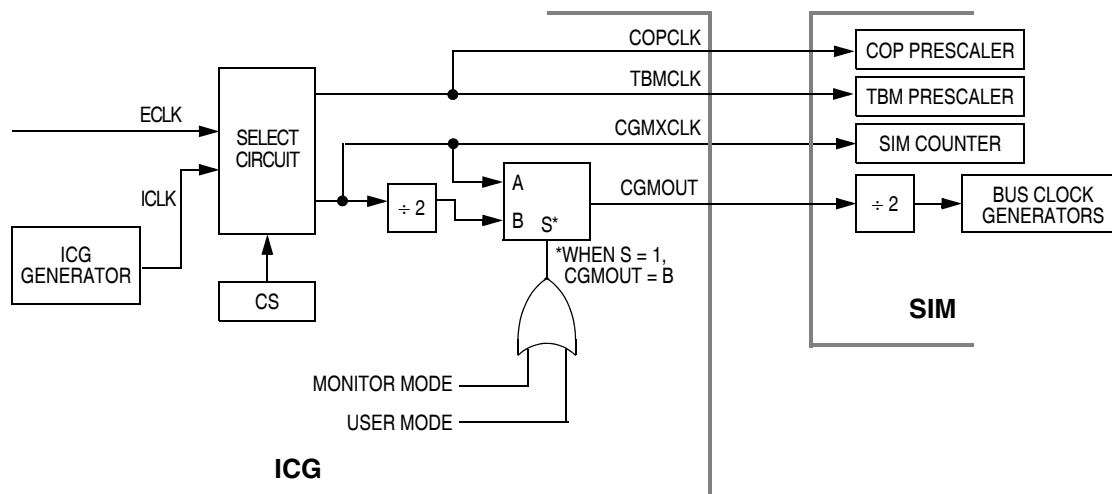 COPCLK
COP PRESCALER
TBMCLK
TBM PRESCALER
ECLK
SELECT
CIRCUIT
CGMXCLK
SIM COUNTER
ICLK
A
÷ 2
B
S*
CGMOUT
÷ 2
BUS CLOCK
GENERATORS
ICG
GENERATOR
*WHEN S = 1,
CGMOUT = B
CS
SIM
MONITOR MODE
USER MODE
ICG